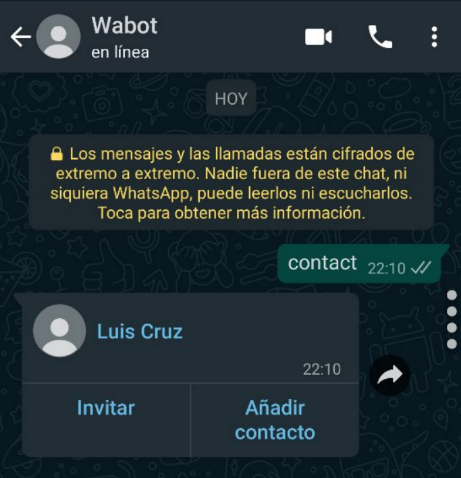 Wabot
en línea
HOY
Los mensajes y las llamadas están cifrados de
extremo a extremo. Nadie fuera de este chat, ni
siquiera WhatsApp, puede leerlos ni escucharlos.
Toca para obtener más información.
contact 22:10
Luis Cruz
22:10
Invitar
Añadir
contacto